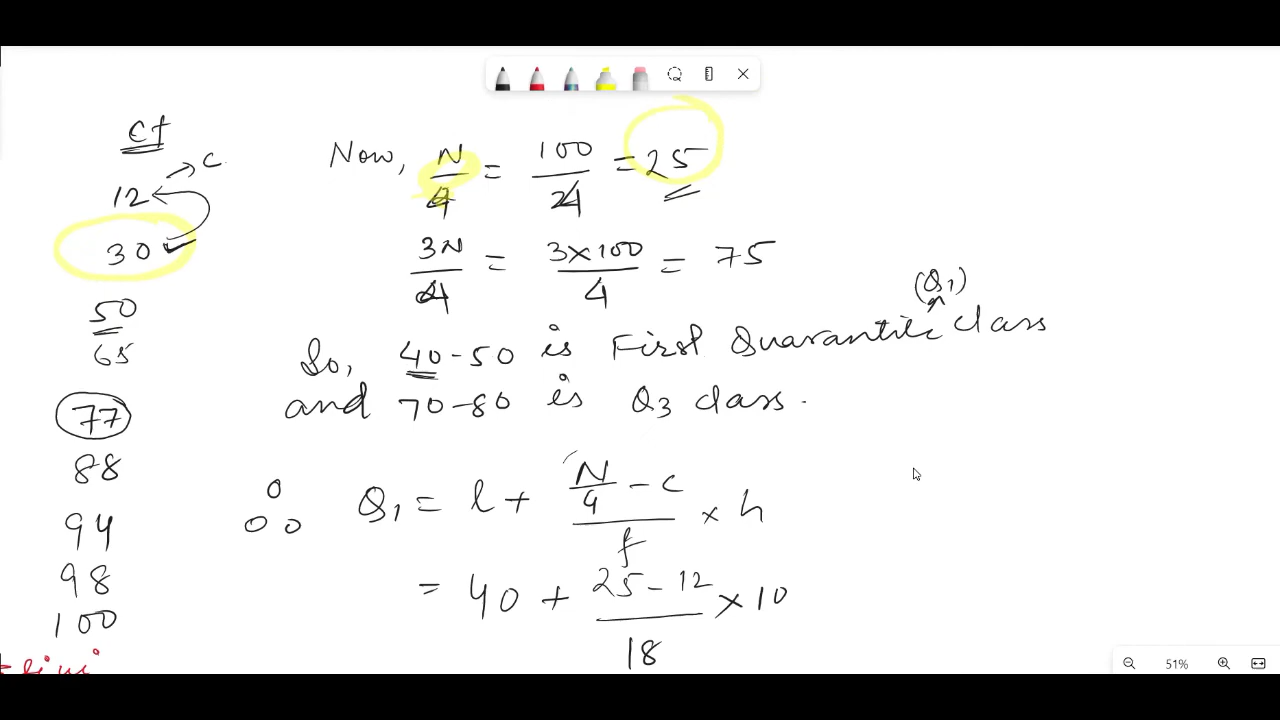 cf
→ c
12
30
50
65
77
88
94
98
100
Now, N/4 = 100/4 = 25
3N/4 = 3×100/4 = 75
(Q1)
So, 40-50 is First Quarantile class
and 70-80 is Q3 class.
∴ Q1 = l + (N/4 - c)/f × h
= 40 + (25 - 12)/18 × 10
51%